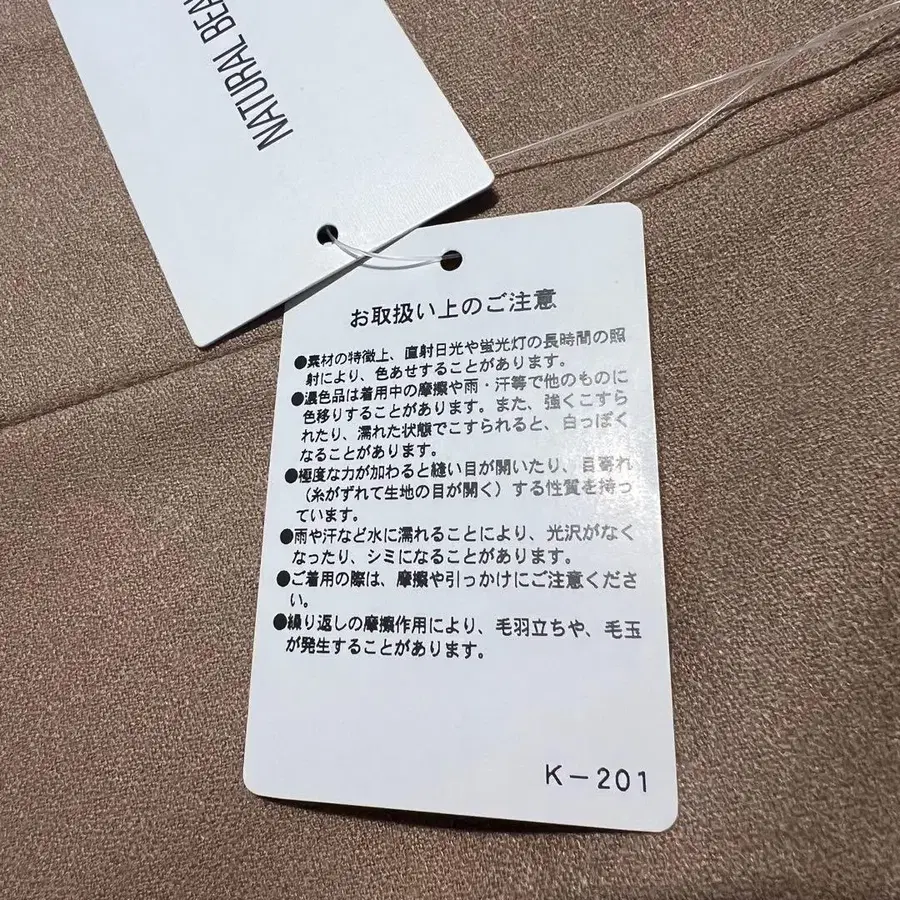 NATURAL BEA
お取扱い上のご注意
●素材の特徴上、直射日光や蛍光灯の長時間の照
射により、色あせすることがあります。
●濃色品は着用中の摩擦や雨・汗等で他のものに
色移りすることがあります。また、強くこすら
れたり、濡れた状態でこすられると、白っぽく
なることがあります。
●極度な力が加わると縫い目が開いたり、目寄れ
（糸がずれて生地の目が開く）する性質を持っ
ています。
●雨や汗など水に濡れることにより、光沢がなく
なったり、シミになることがあります。
●ご着用の際は、摩擦や引っかけにご注意くださ
い。
●繰り返しの摩擦作用により、毛羽立ちや、毛玉
が発生することがあります。
K－201